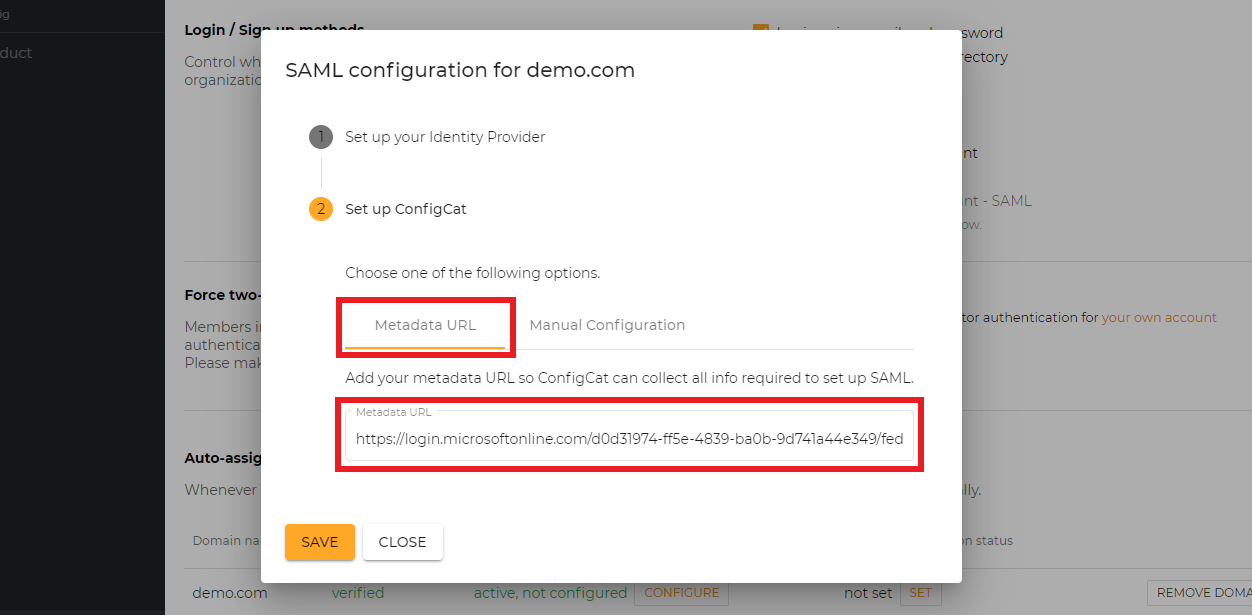 ig
duct
Login / Sign up methods
sword
Control wh
rectory
organizatio
SAML configuration for demo.com
1 Set up your Identity Provider
nt
nt - SAML
2 Set up ConfigCat
ow.
Choose one of the following options.
Force two-
Metadata URL
Manual Configuration
tor authentication for your own account
Members i
authentica
Please mak
Add your metadata URL so ConfigCat can collect all info required to set up SAML.
Metadata URL
https://login.microsoftonline.com/d0d31974-ff5e-4839-ba0b-9d741a44e349/fed
Auto-assig
Whenever
lly.
Domain na
on status
SAVE
CLOSE
demo.com
verified
active, not configured
CONFIGURE
not set
SET
REMOVE DOMA